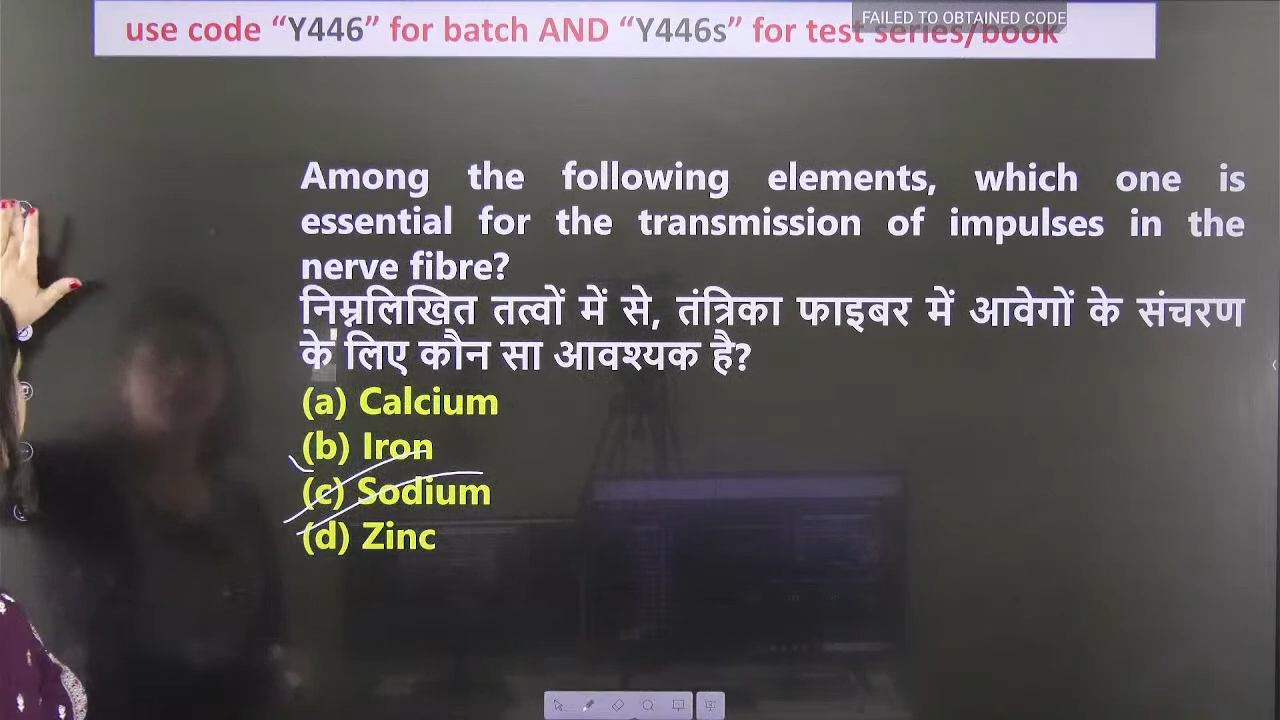 use code “Y446” for batch AND “Y446s” for test series/book
FAILED TO OBTAINED CODE
Among the following elements, which one is
essential for the transmission of impulses in the
nerve fibre?
निम्नलिखित तत्वों में से, तंत्रिका फाइबर में आवेगों के संचरण
के लिए कौन सा आवश्यक है?
(a) Calcium
(b) Iron
(c) Sodium
(d) Zinc